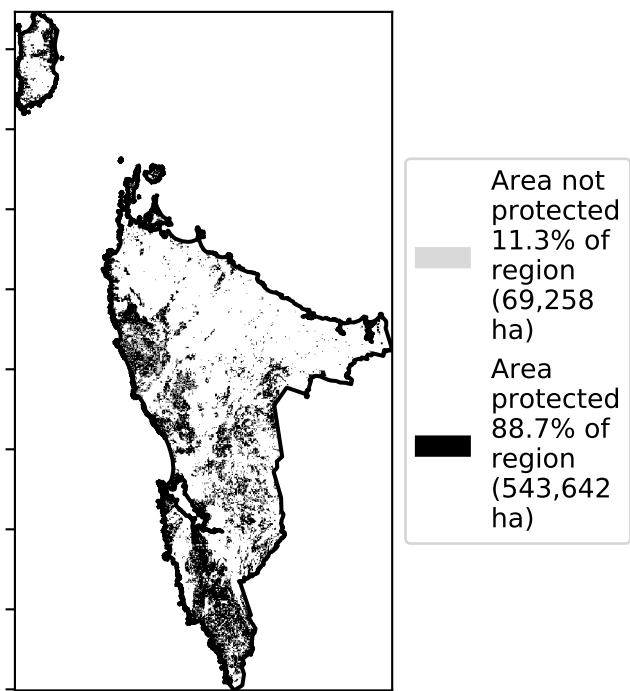 Area not
protected
11.3% of
region
(69,258
ha)
Area
protected
88.7% of
region
(543,642
ha)